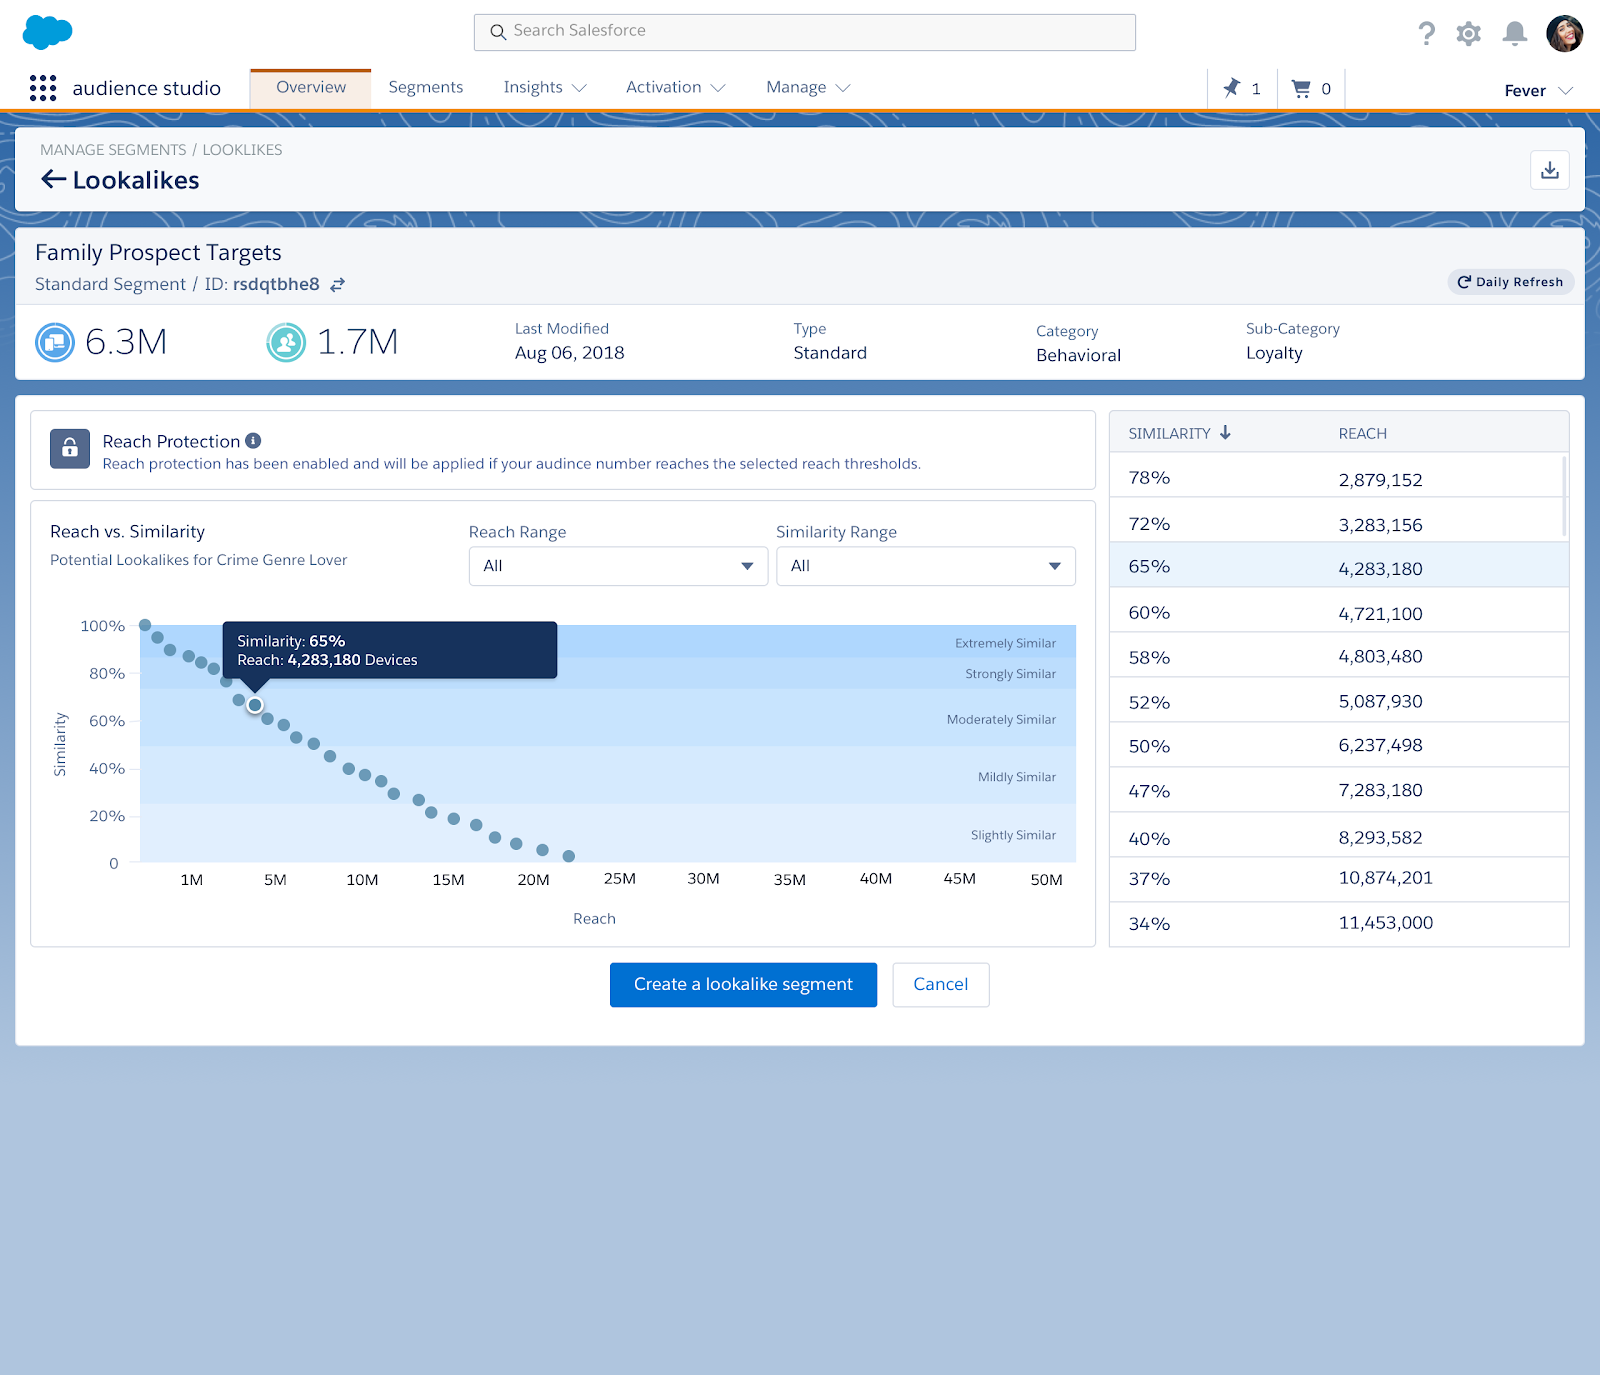 Search Salesforce
audience studio
Overview
Segments
Insights
Activation
Manage
1
0
Fever
MANAGE SEGMENTS / LOOKLIKES
Lookalikes
Family Prospect Targets
Standard Segment / ID: rsdqtbhe8
Daily Refresh
6.3M
1.7M
Last Modified
Aug 06, 2018
Type
Standard
Category
Behavioral
Sub-Category
Loyalty
Reach Protection
Reach protection has been enabled and will be applied if your audince number reaches the selected reach thresholds.
Reach vs. Similarity
Potential Lookalikes for Crime Genre Lover
Reach Range
All
Similarity Range
All
Similarity: 65%
Reach: 4,283,180 Devices
Similarity
100%
80%
60%
40%
20%
0
Extremely Similar
Strongly Similar
Moderately Similar
Mildly Similar
Slightly Similar
1M 5M 10M 15M 20M 25M 30M 35M 40M 45M 50M
Reach
SIMILARITY REACH
78% 2,879,152
72% 3,283,156
65% 4,283,180
60% 4,721,100
58% 4,803,480
52% 5,087,930
50% 6,237,498
47% 7,283,180
40% 8,293,582
37% 10,874,201
34% 11,453,000
Create a lookalike segment
Cancel